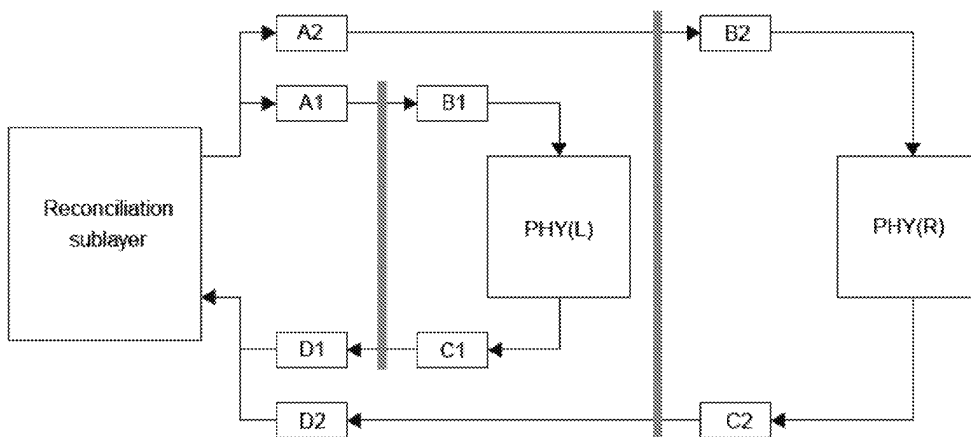 A2
B2
A1
B1
Reconciliation
sublayer
PHY(L)
PHY(R)
D1
C1
D2
C2